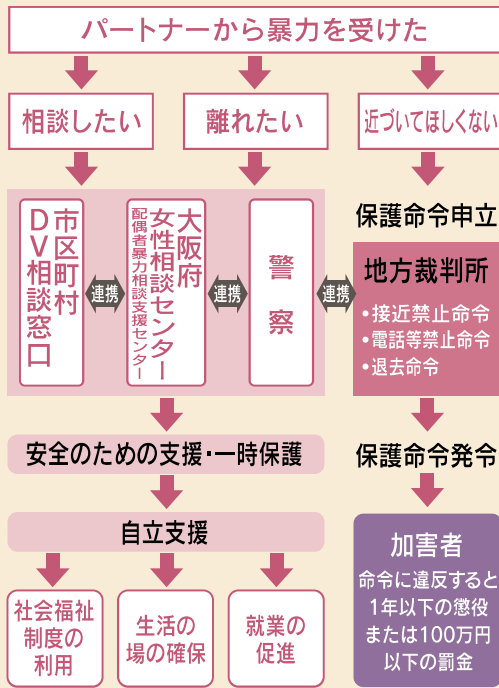 パートナーから暴力を受けた
相談したい
離れたい
近づいてほしくない
市区町村
DV相談窓口
連携
大阪府
女性相談センター
配偶者暴力相談支援センター
連携
警察
連携
保護命令申立
地方裁判所
•接近禁止命令
•電話等禁止命令
•退去命令
安全のための支援・一時保護
保護命令発令
自立支援
社会福祉
制度の
利用
生活の
場の確保
就業の
促進
加害者
命令に違反すると
1年以下の懲役
または100万円
以下の罰金